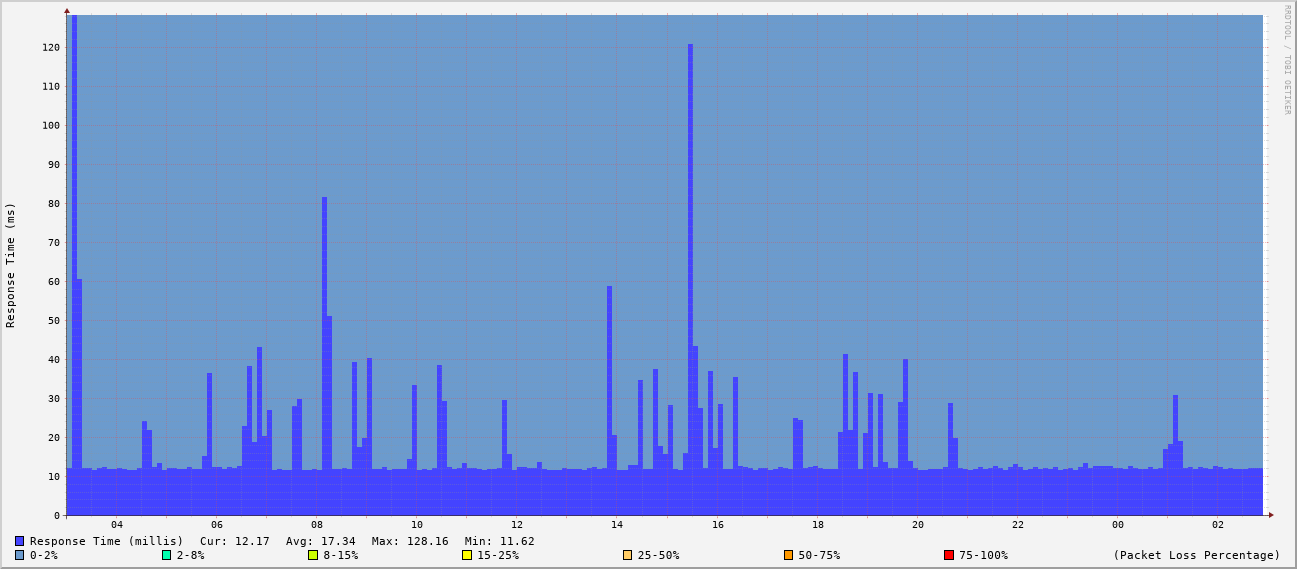 RRDTOOL / TOBI OETIKER
Response Time (ms)
120
110
100
90
80
70
60
50
40
30
20
10
0
04 06 08 10 12 14 16 18 20 22 00 02
Response Time (millis) Cur: 12.17 Avg: 17.34 Max: 128.16 Min: 11.62
0-2% 2-8% 8-15% 15-25% 25-50% 50-75% 75-100% (Packet Loss Percentage)